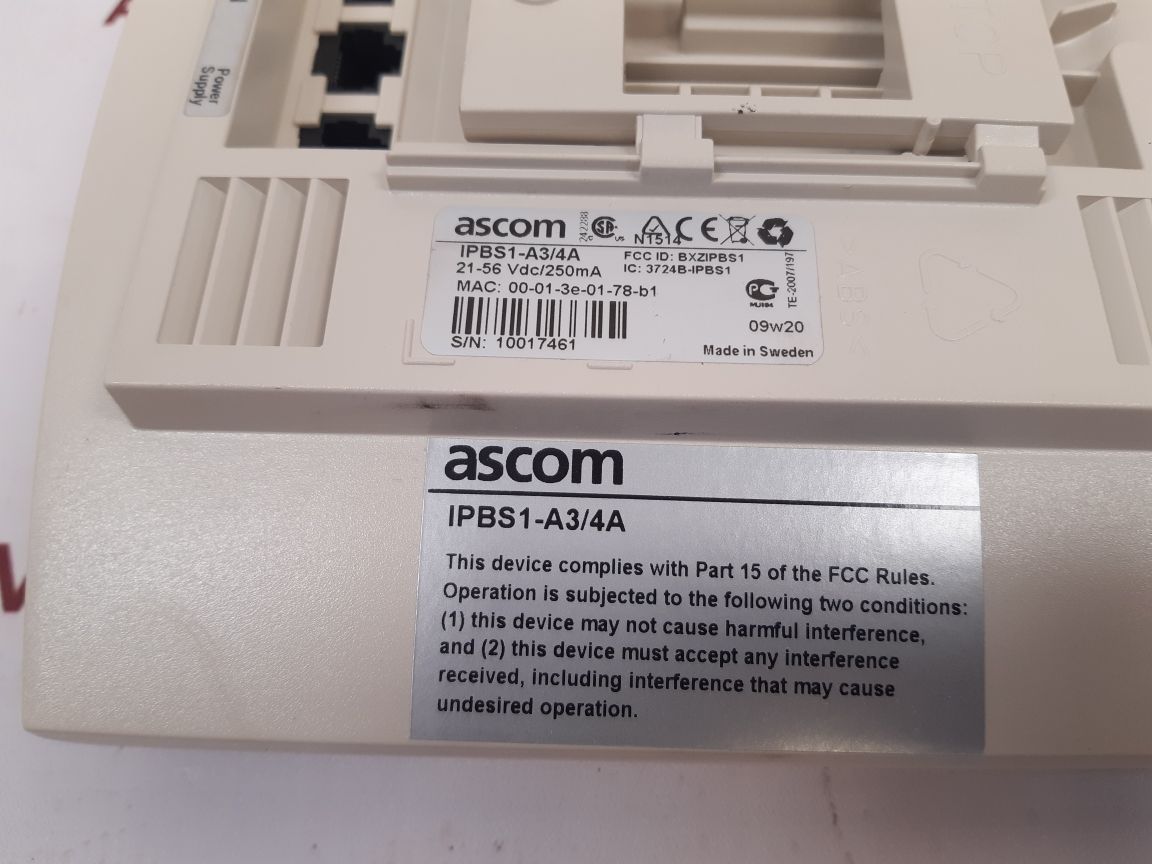 Power
Supply
TOP
ascom
242288
SA
C US
N1514
CE
IPBS1-A3/4A
FCC ID: BXZIPBS1
21-56 Vdc/250mA
IC: 3724B-IPBS1
MAC: 00-01-3e-01-78-b1
TE-2007/197
09w20
S/N: 10017461
Made in Sweden
>ABS<
ascom
IPBS1-A3/4A
This device complies with Part 15 of the FCC Rules.
Operation is subjected to the following two conditions:
(1) this device may not cause harmful interference,
and (2) this device must accept any interference
received, including interference that may cause
undesired operation.